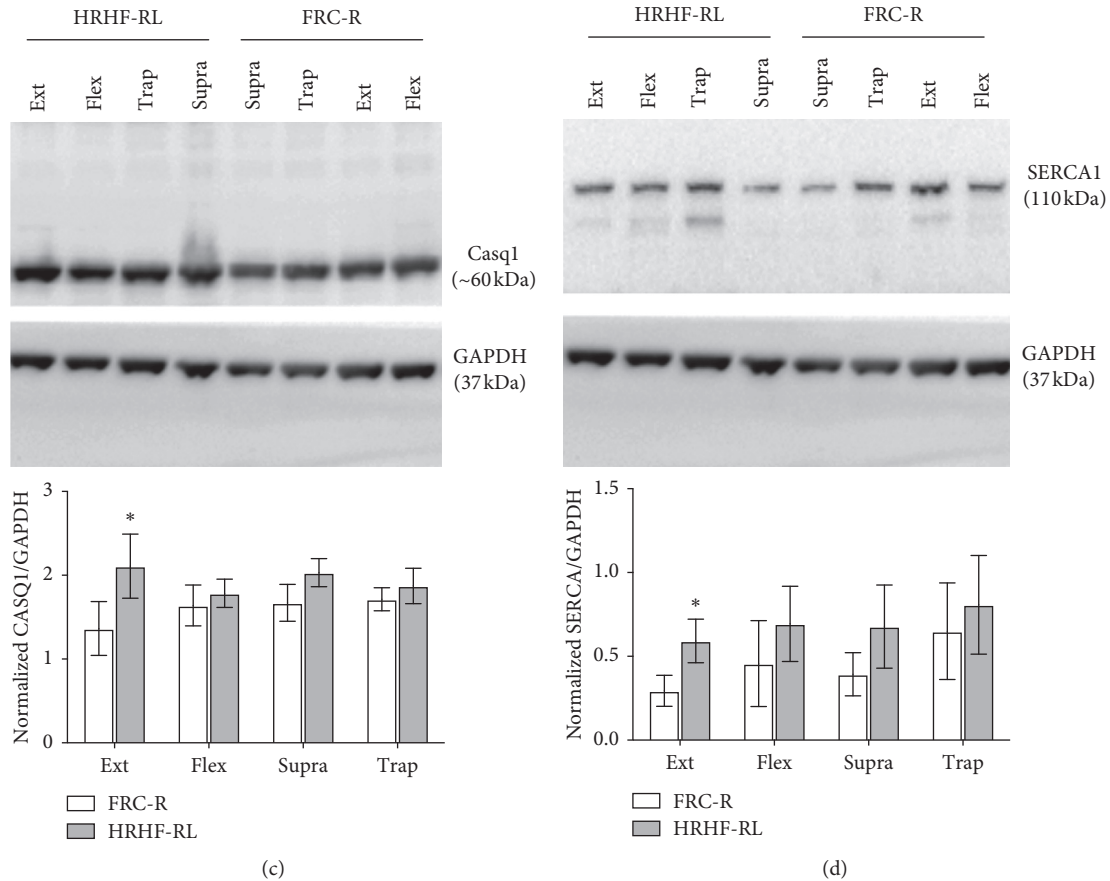 HRHF-RL FRC-R
Ext Flex Trap Supra Supra Trap Ext Flex
Casq1
(~60 kDa)
GAPDH
(37 kDa)
Normalized CASQ1/GAPDH
3
2
1
0
*
Ext Flex Supra Trap
FRC-R
HRHF-RL
(c)
HRHF-RL FRC-R
Ext Flex Trap Supra Supra Trap Ext Flex
SERCA1
(110 kDa)
GAPDH
(37 kDa)
Normalized SERCA/GAPDH
1.5
1.0
0.5
0.0
*
Ext Flex Supra Trap
FRC-R
HRHF-RL
(d)